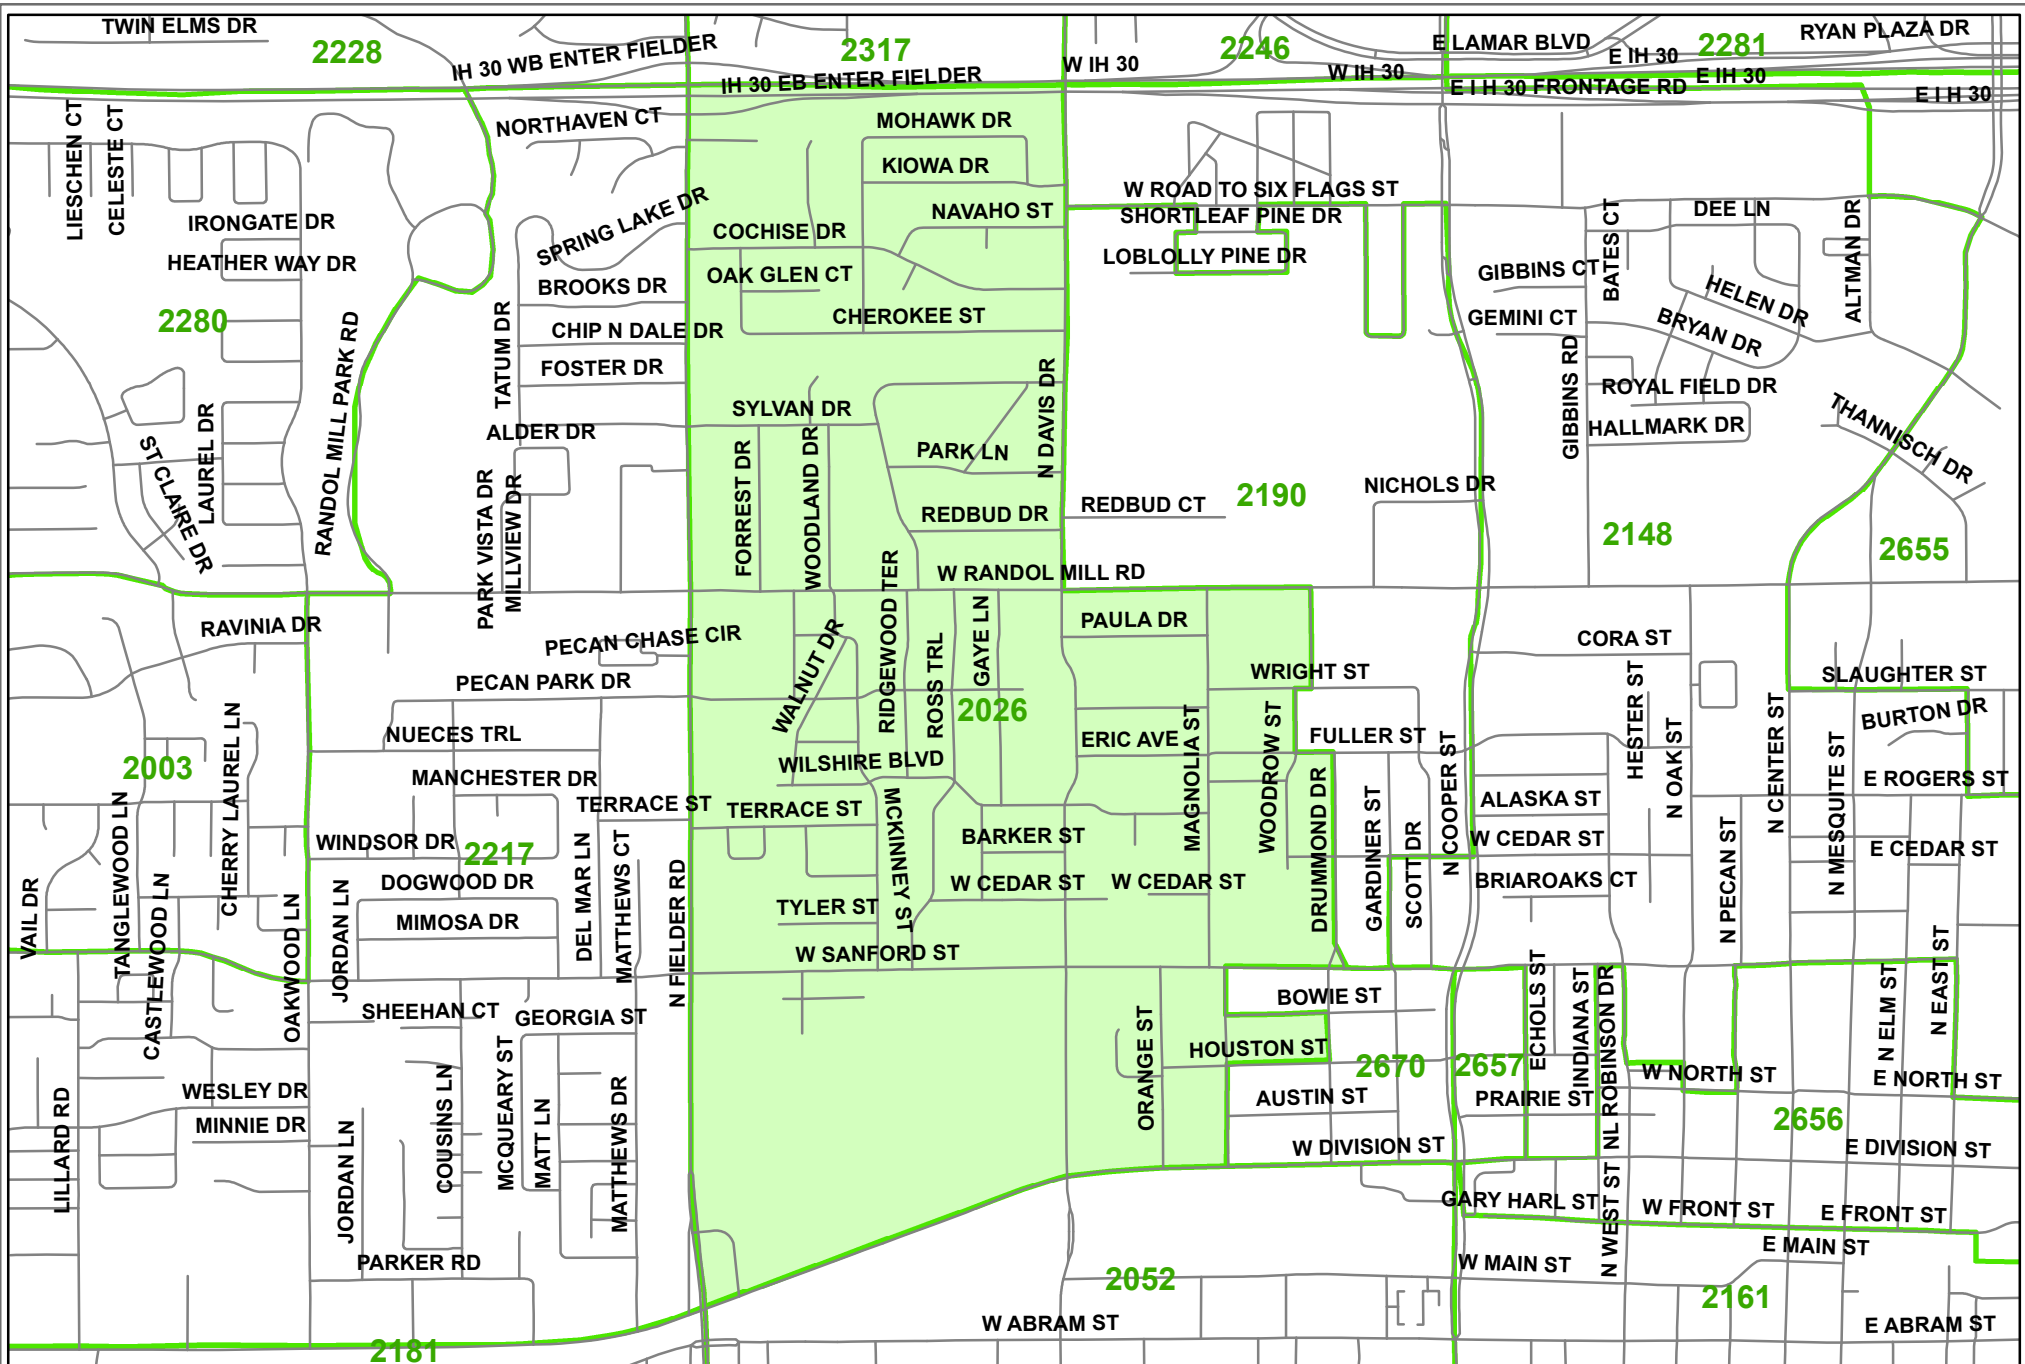 TWIN ELMS DR
2228
IH 30 WB ENTER FIELDER
2317
2246
E LAMAR BLVD
2281
RYAN PLAZA DR
W IH 30
W IH 30
E IH 30
E IH 30
IH 30 EB ENTER FIELDER
E I H 30 FRONTAGE RD
E I H 30
LIESCHEN CT
CELESTE CT
NORTHAVEN CT
MOHAWK DR
KIOWA DR
W ROAD TO SIX FLAGS ST
NAVAHO ST
SHORTLEAF PINE DR
LOBLOLLY PINE DR
DEE LN
BATES CT
ALTMAN DR
IRONGATE DR
HEATHER WAY DR
SPRING LAKE DR
COCHISE DR
OAK GLEN CT
BROOKS DR
GIBBINS CT
HELEN DR
2280
CHEROKEE ST
CHIP N DALE DR
GEMINI CT
BRYAN DR
TATUM DR
FOSTER DR
RANDOL MILL PARK RD
GIBBINS RD
ROYAL FIELD DR
HALLMARK DR
THANNISCH DR
N DAVIS DR
SYLVAN DR
ALDER DR
PARK LN
LAUREL DR
ST CLAIRE DR
FORREST DR
WOODLAND DR
PARK VISTA DR
MILLVIEW DR
REDBUD DR
REDBUD CT
2190
NICHOLS DR
2148
2655
W RANDOL MILL RD
RIDGEWOOD TER
RAVINIA DR
PECAN CHASE CIR
WALNUT DR
ROSS TRL
GAYE LN
PAULA DR
CORA ST
PECAN PARK DR
WRIGHT ST
SLAUGHTER ST
2026
BURTON DR
NUECES TRL
ERIC AVE
MAGNOLIA ST
WOODROW ST
FULLER ST
HESTER ST
N OAK ST
N CENTER ST
N MESQUITE ST
2003
CHERRY LAUREL LN
MANCHESTER DR
WILSHIRE BLVD
E ROGERS ST
TERRACE ST
TERRACE ST
MCKINNEY ST
DRUMMOND DR
GARDNER ST
SCOTT DR
N COOPER ST
ALASKA ST
TANGLEWOOD LN
WINDSOR DR
2217
BARKER ST
W CEDAR ST
E CEDAR ST
N PECAN ST
VAIL DR
CASTLEWOOD LN
OAKWOOD LN
JORDAN LN
DOGWOOD DR
MIMOSA DR
DEL MAR LN
MATTHEWS CT
N FIELDER RD
W CEDAR ST
W CEDAR ST
BRIAROAKS CT
TYLER ST
W SANFORD ST
ECHOLS ST
INDIANA ST
NL ROBINSON DR
N ELM ST
N EAST ST
SHEEHAN CT
GEORGIA ST
BOWIE ST
ORANGE ST
HOUSTON ST
2670
2657
W NORTH ST
E NORTH ST
LILLARD RD
WESLEY DR
MINNIE DR
COUSINS LN
MCQUEARY ST
MATT LN
MATTHEWS DR
AUSTIN ST
PRAIRIE ST
2656
W DIVISION ST
E DIVISION ST
JORDAN LN
GARY HARL ST
N WEST ST
W FRONT ST
E FRONT ST
PARKER RD
2052
W MAIN ST
E MAIN ST
2161
W ABRAM ST
E ABRAM ST
2181